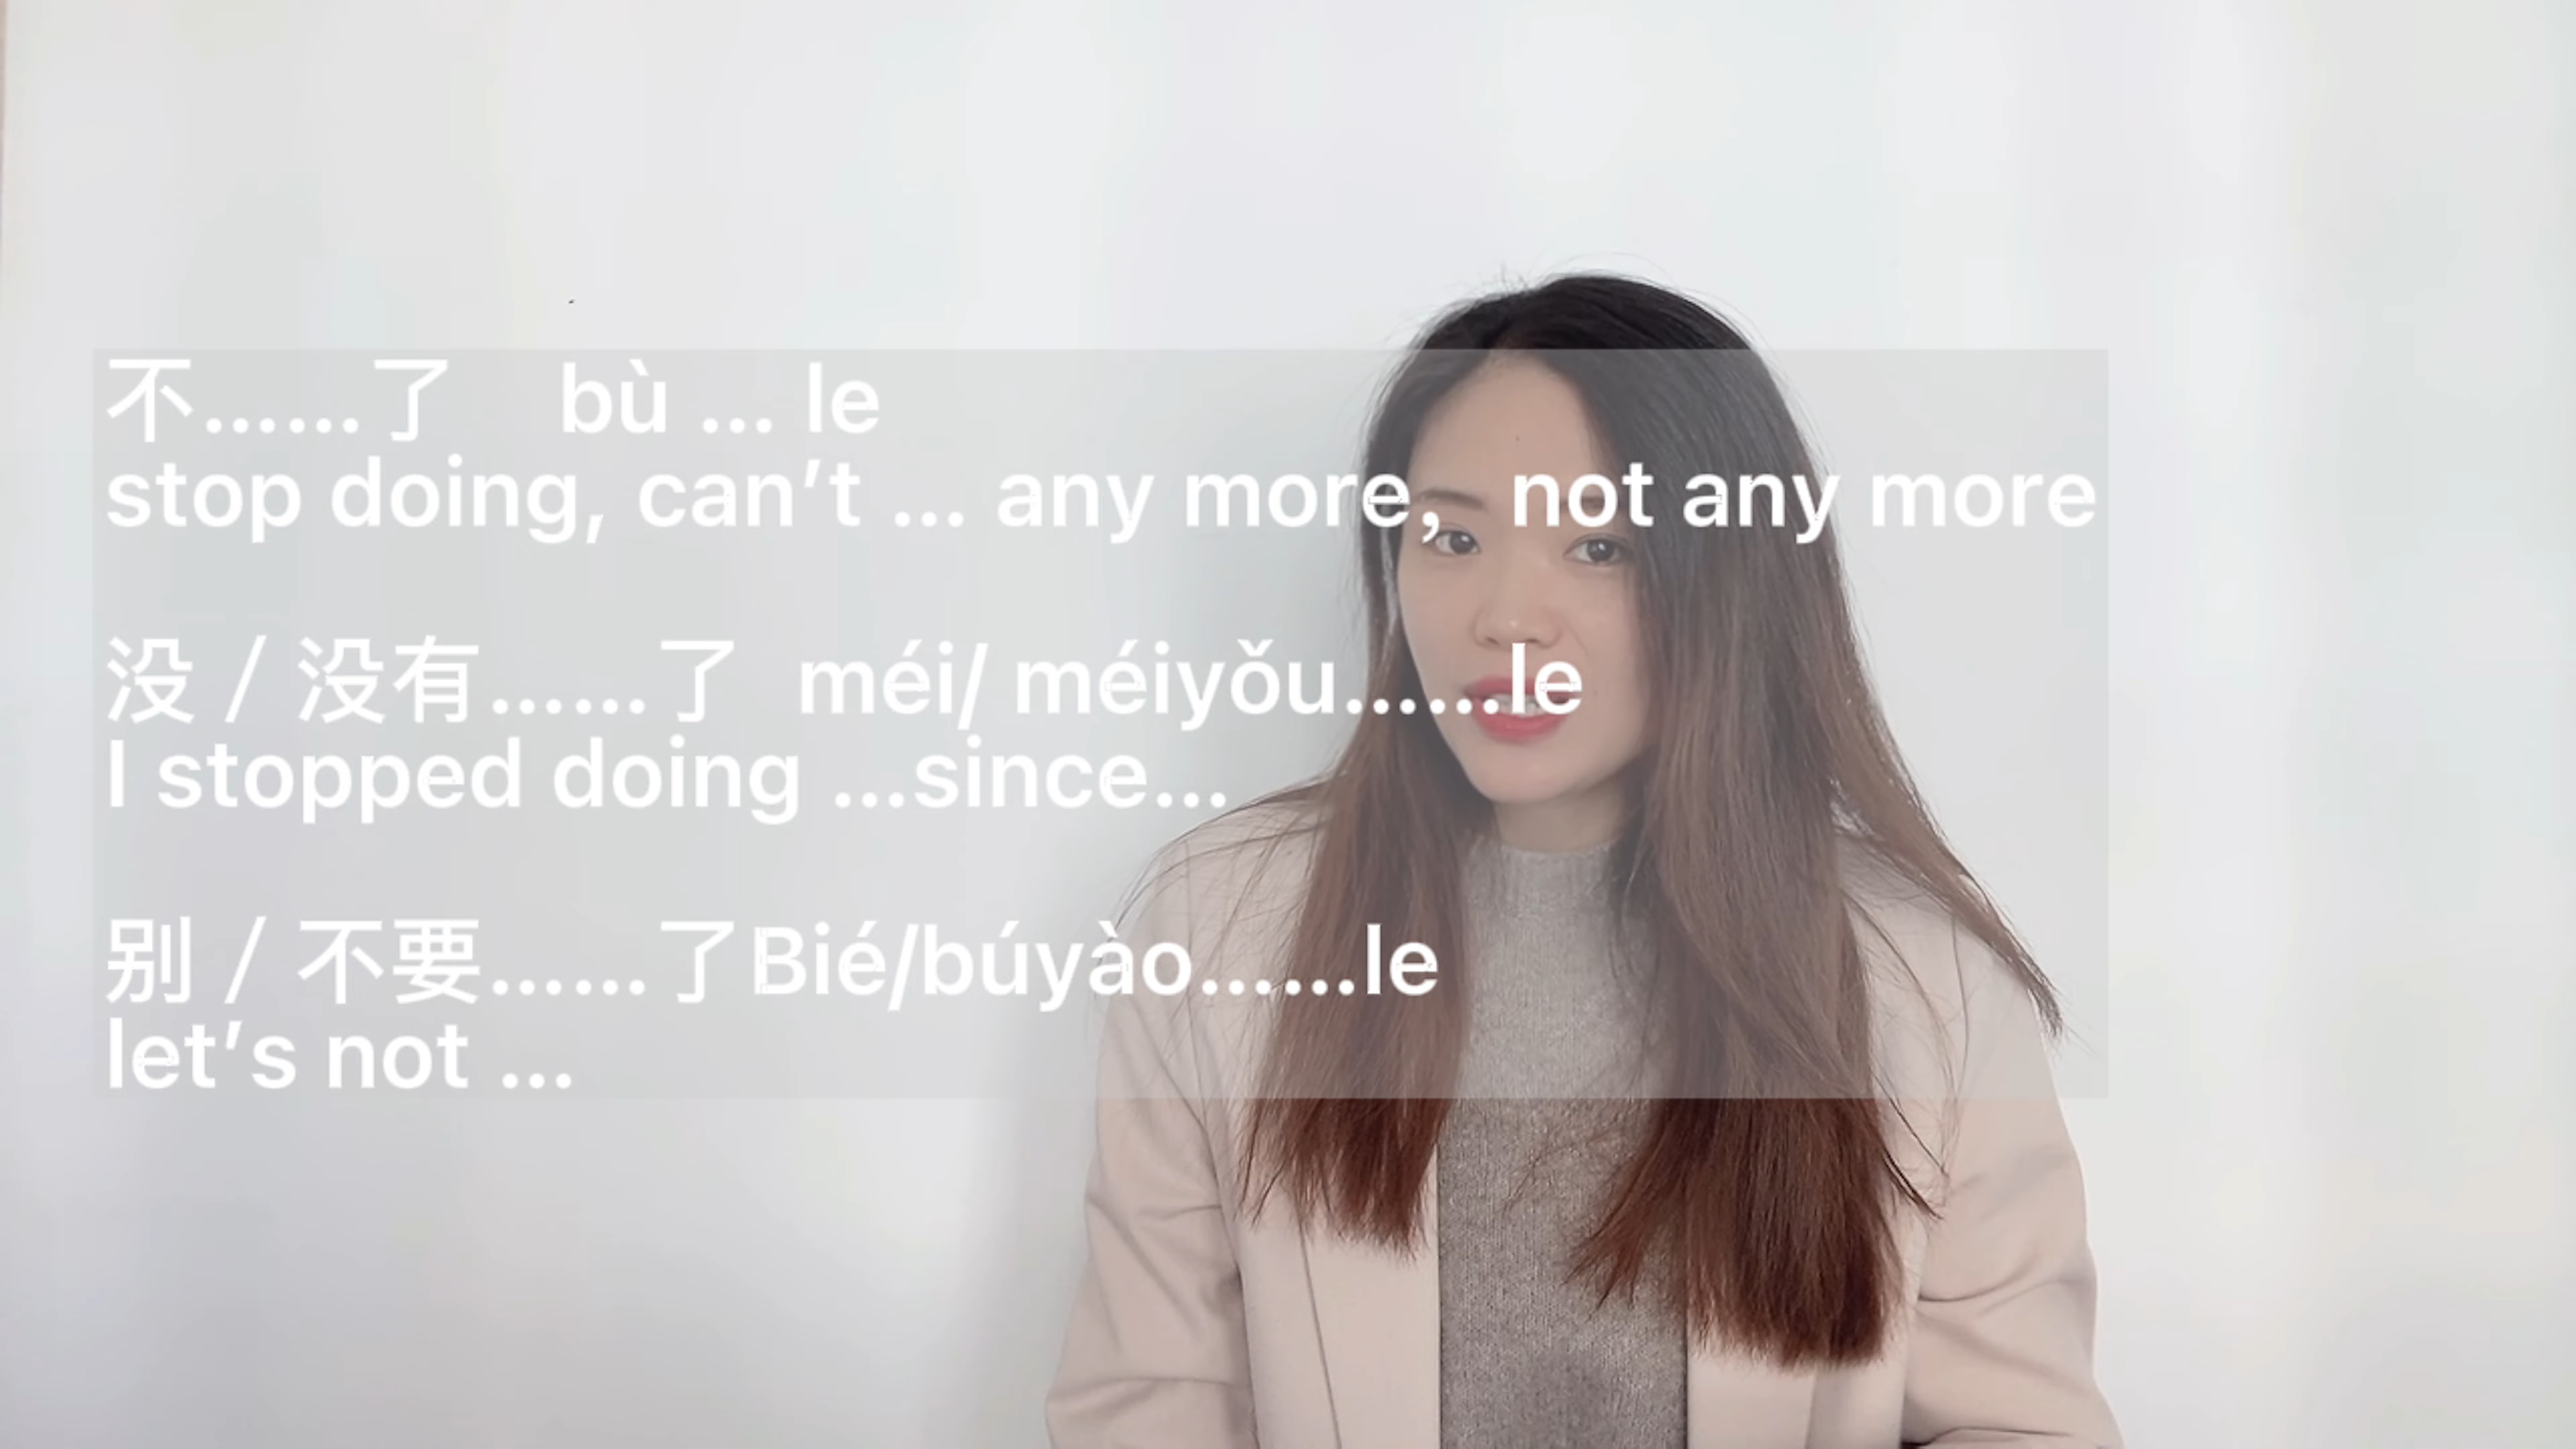 不……了 bù ... le
stop doing, can't ... any more, not any more
没 / 没有……了 méi/ méiyǒu……le
I stopped doing ...since...
别 / 不要……了Bié/búyào……le
let's not ...